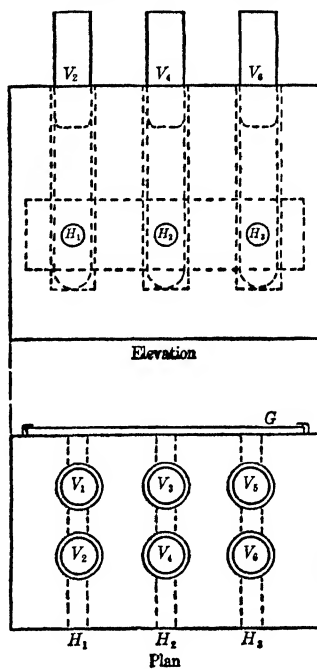 V2 V4 V6
H1 H2 H3
Elevation
G
V1 V3 V5
V2 V4 V6
H1 H2 H3
Plan